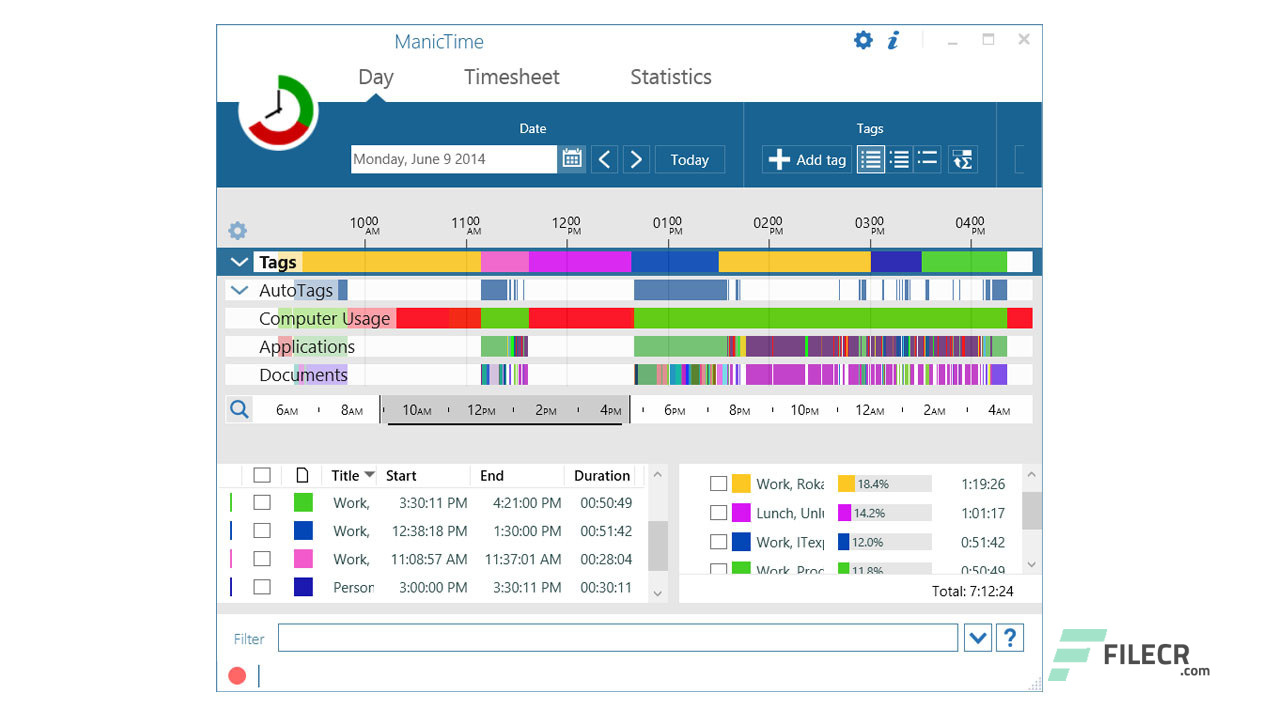 ManicTime
Day Timesheet Statistics
Date Tags
Monday, June 9 2014 Today Add tag
10 00 AM 11 00 AM 12 00 PM 01 00 PM 02 00 PM 03 00 PM 04 00 PM
Tags
AutoTags
Computer Usage
Applications
Documents
6AM 8AM 10AM 12PM 2PM 4PM 6PM 8PM 10PM 12AM 2AM 4AM
Title Start End Duration
Work, 3:30:11 PM 4:21:00 PM 00:50:49
Work, 12:38:18 PM 1:30:00 PM 00:51:42
Work, 11:08:57 AM 11:37:01 AM 00:28:04
Person 3:00:00 PM 3:30:11 PM 00:30:11
Work, Roka 18.4% 1:19:26
Lunch, Unlu 14.2% 1:01:17
Work, ITexp 12.0% 0:51:42
Work, Proc 11.8% 0:50:49
Total: 7:12:24
Filter ?
FILECR
.com